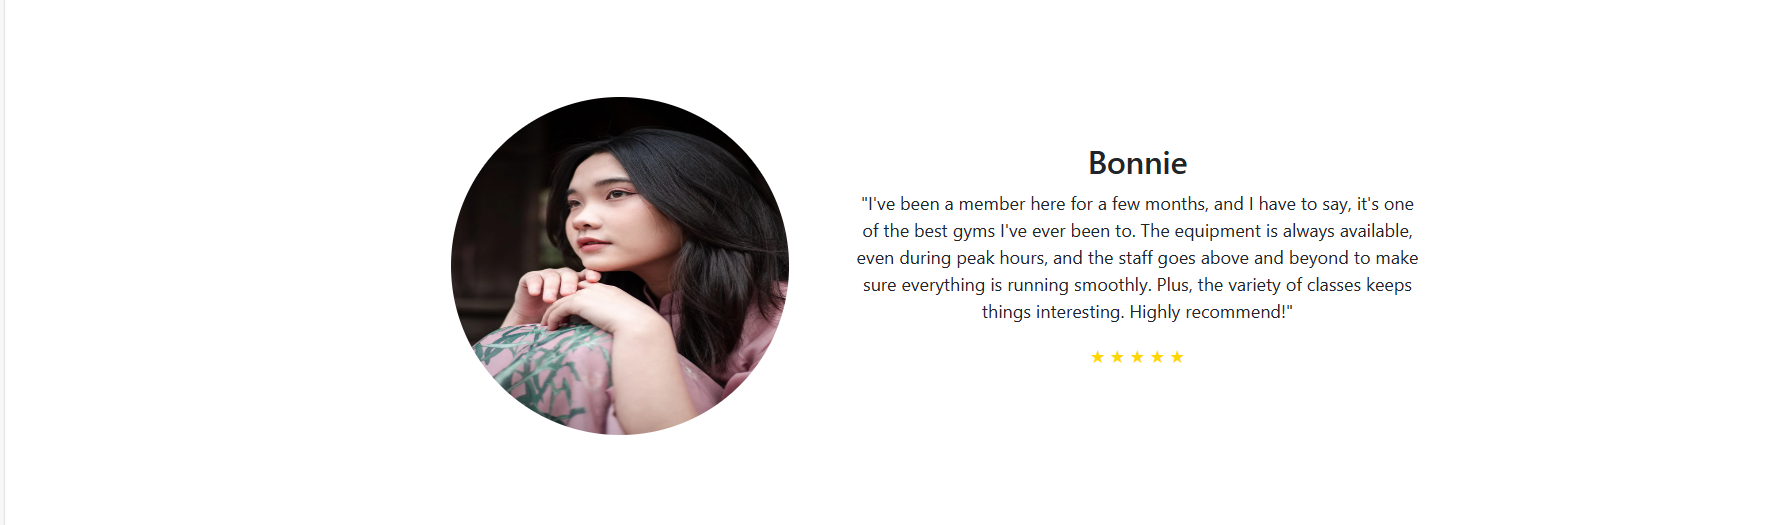 Bonnie
"I've been a member here for a few months, and I have to say, it's one
of the best gyms I've ever been to. The equipment is always available,
even during peak hours, and the staff goes above and beyond to make
sure everything is running smoothly. Plus, the variety of classes keeps
things interesting. Highly recommend!"
★ ★ ★ ★ ★